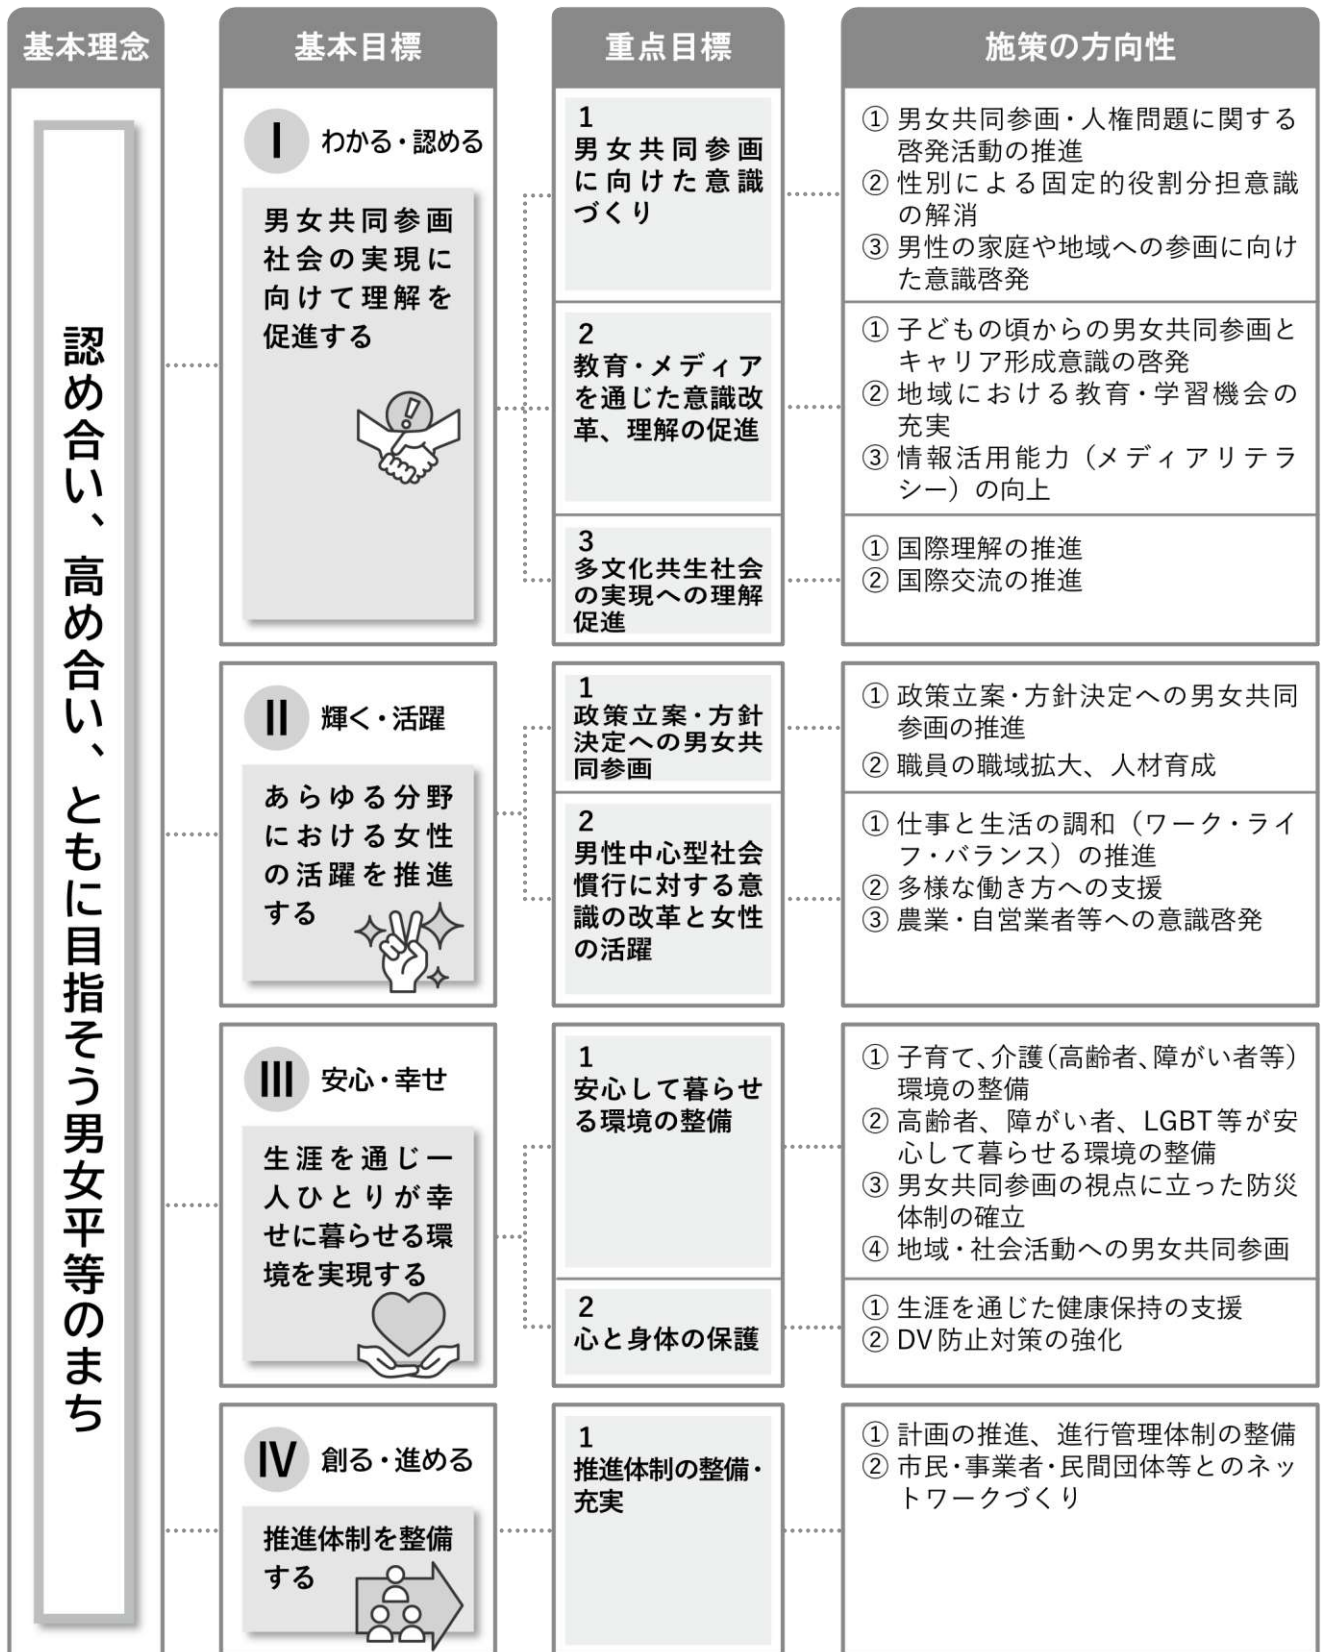 基本理念
基本目標
重点目標
施策の方向性
認め合い、高め合い、ともに目指そう男女平等のまち
I わかる・認める
男女共同参画
社会の実現に
向けて理解を
促進する
1
男女共同参画
に向けた意識
づくり
① 男女共同参画・人権問題に関する
啓発活動の推進
② 性別による固定的役割分担意識
の解消
③ 男性の家庭や地域への参画に向け
た意識啓発
2
教育・メディア
を通じた意識改
革、理解の促進
① 子どもの頃からの男女共同参画と
キャリア形成意識の啓発
② 地域における教育・学習機会の
充実
③ 情報活用能力（メディアリテラ
シー）の向上
3
多文化共生社会
の実現への理解
促進
① 国際理解の推進
② 国際交流の推進
II 輝く・活躍
あらゆる分野
における女性
の活躍を推進
する
1
政策立案・方針
決定への男女共
同参画
① 政策立案・方針決定への男女共同
参画の推進
② 職員の職域拡大、人材育成
2
男性中心型社会
慣行に対する意
識の改革と女性
の活躍
① 仕事と生活の調和（ワーク・ライ
フ・バランス）の推進
② 多様な働き方への支援
③ 農業・自営業者等への意識啓発
III 安心・幸せ
生涯を通じ一
人ひとりが幸
せに暮らせる環
境を実現する
1
安心して暮らせ
る環境の整備
① 子育て、介護（高齢者、障がい者等）
環境の整備
② 高齢者、障がい者、LGBT等が安
心して暮らせる環境の整備
③ 男女共同参画の視点に立った防災
体制の確立
④ 地域・社会活動への男女共同参画
2
心と身体の保護
① 生涯を通じた健康保持の支援
② DV防止対策の強化
IV 創る・進める
推進体制を整備
する
1
推進体制の整備・
充実
① 計画の推進、進行管理体制の整備
② 市民・事業者・民間団体等とのネッ
トワークづくり